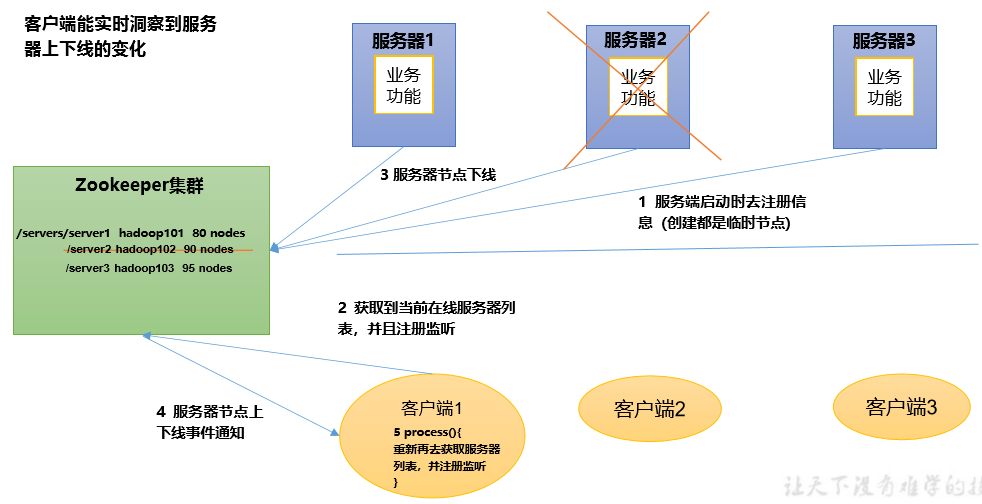 客户端能实时洞察到服务
器上下线的变化
服务器1
业务
功能
服务器2
业务
功能
服务器3
业务
功能
3 服务器节点下线
1 服务端启动时去注册信
息 (创建都是临时节点)
Zookeeper集群
/servers/server1 hadoop101 80 nodes
/server2 hadoop102 90 nodes
/server3 hadoop103 95 nodes
2 获取到当前在线服务器列
表，并且注册监听
4 服务器节点上
下线事件通知
客户端1
5 process(){
重新再去获取服务器
列表，并注册监听
}
客户端2
客户端3
让天下没有难学的技